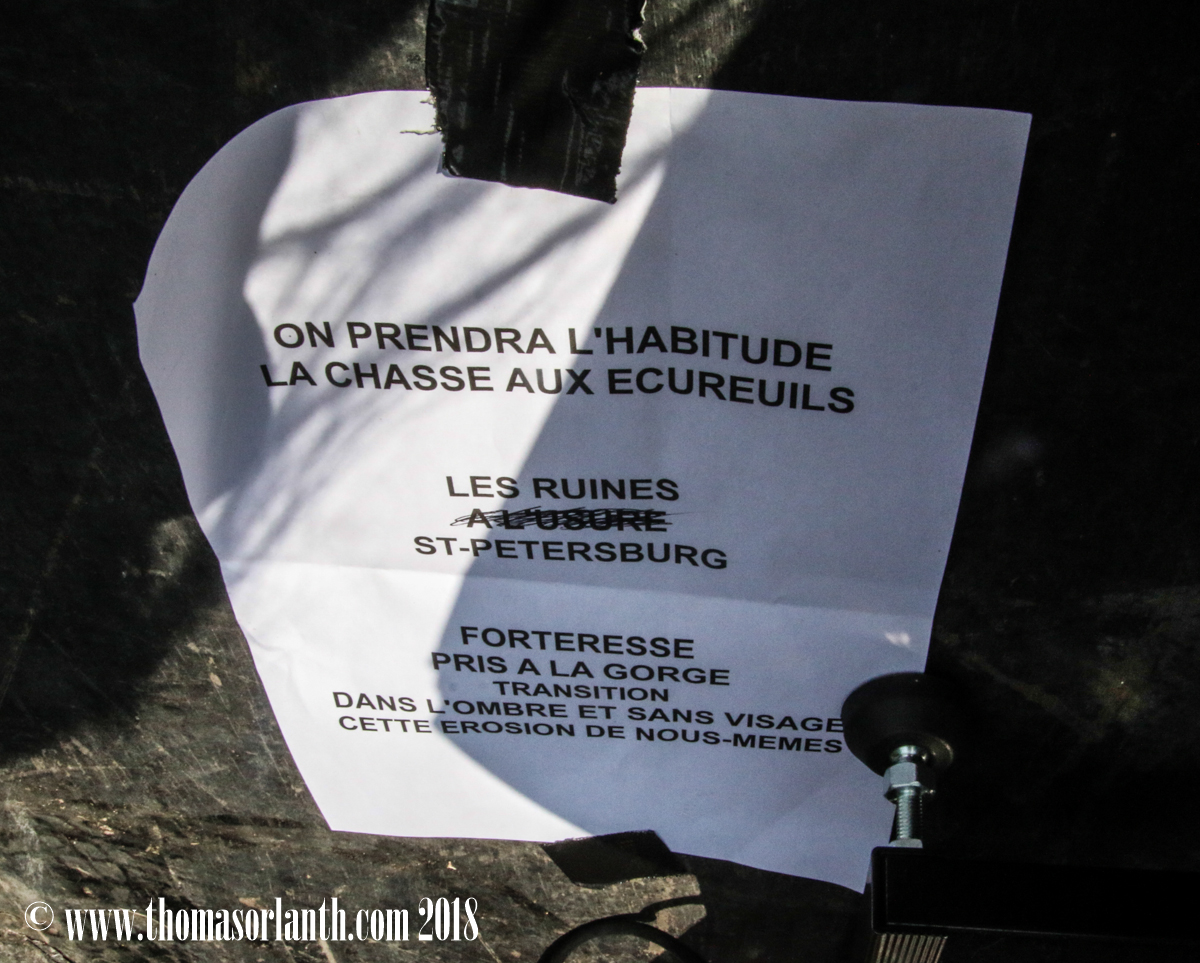 ON PRENDRA L'HABITUDE
LA CHASSE AUX ECUREUILS
LES RUINES
A L'USURE
ST-PETERSBURG
FORTERESSE
PRIS A LA GORGE
TRANSITION
DANS L'OMBRE ET SANS VISAGE
CETTE EROSION DE NOUS-MEMES
© www.thomasorlanth.com 2018